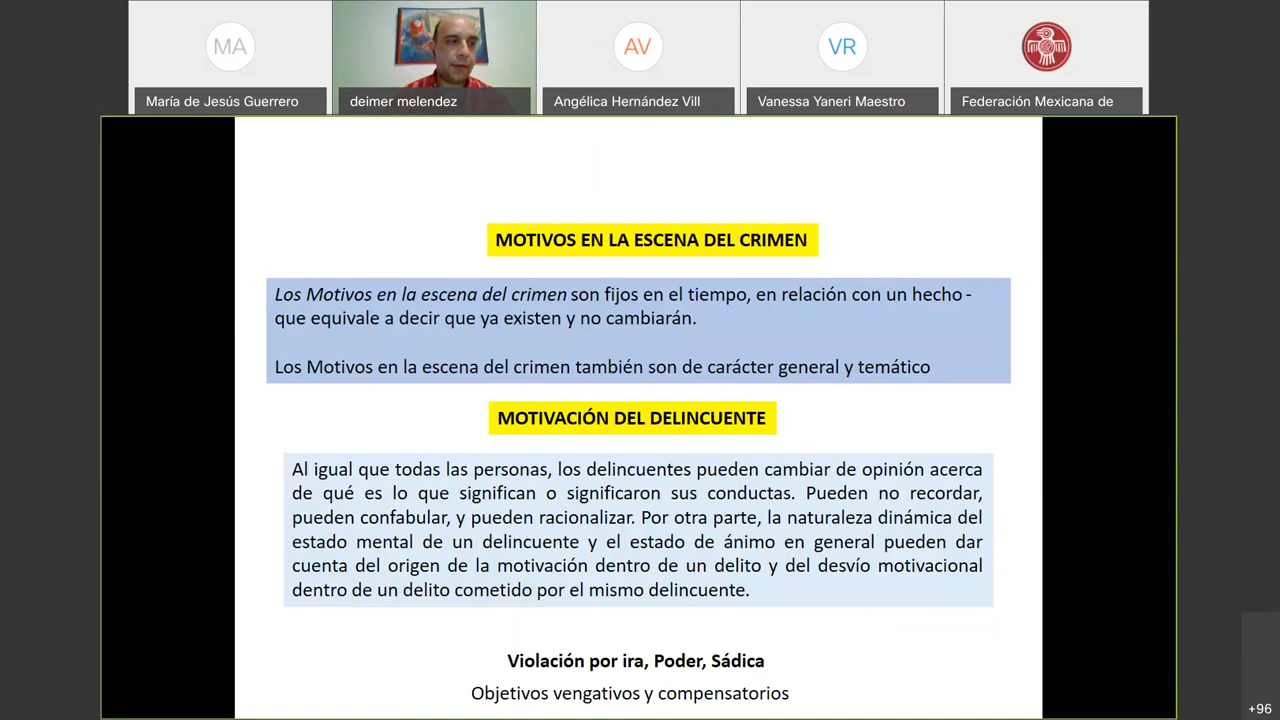 MA
AV
VR
María de Jesús Guerrero
deimer melendez
Angélica Hernández Vill
Vanessa Yaneri Maestro
Federación Mexicana de
MOTIVOS EN LA ESCENA DEL CRIMEN
Los Motivos en la escena del crimen son fijos en el tiempo, en relación con un hecho -
que equivale a decir que ya existen y no cambiarán.
Los Motivos en la escena del crimen también son de carácter general y temático
MOTIVACIÓN DEL DELINCUENTE
Al igual que todas las personas, los delincuentes pueden cambiar de opinión acerca
de qué es lo que significan o significaron sus conductas. Pueden no recordar,
pueden confabular, y pueden racionalizar. Por otra parte, la naturaleza dinámica del
estado mental de un delincuente y el estado de ánimo en general pueden dar
cuenta del origen de la motivación dentro de un delito y del desvío motivacional
dentro de un delito cometido por el mismo delincuente.
Violación por ira, Poder, Sádica
Objetivos vengativos y compensatorios
+96